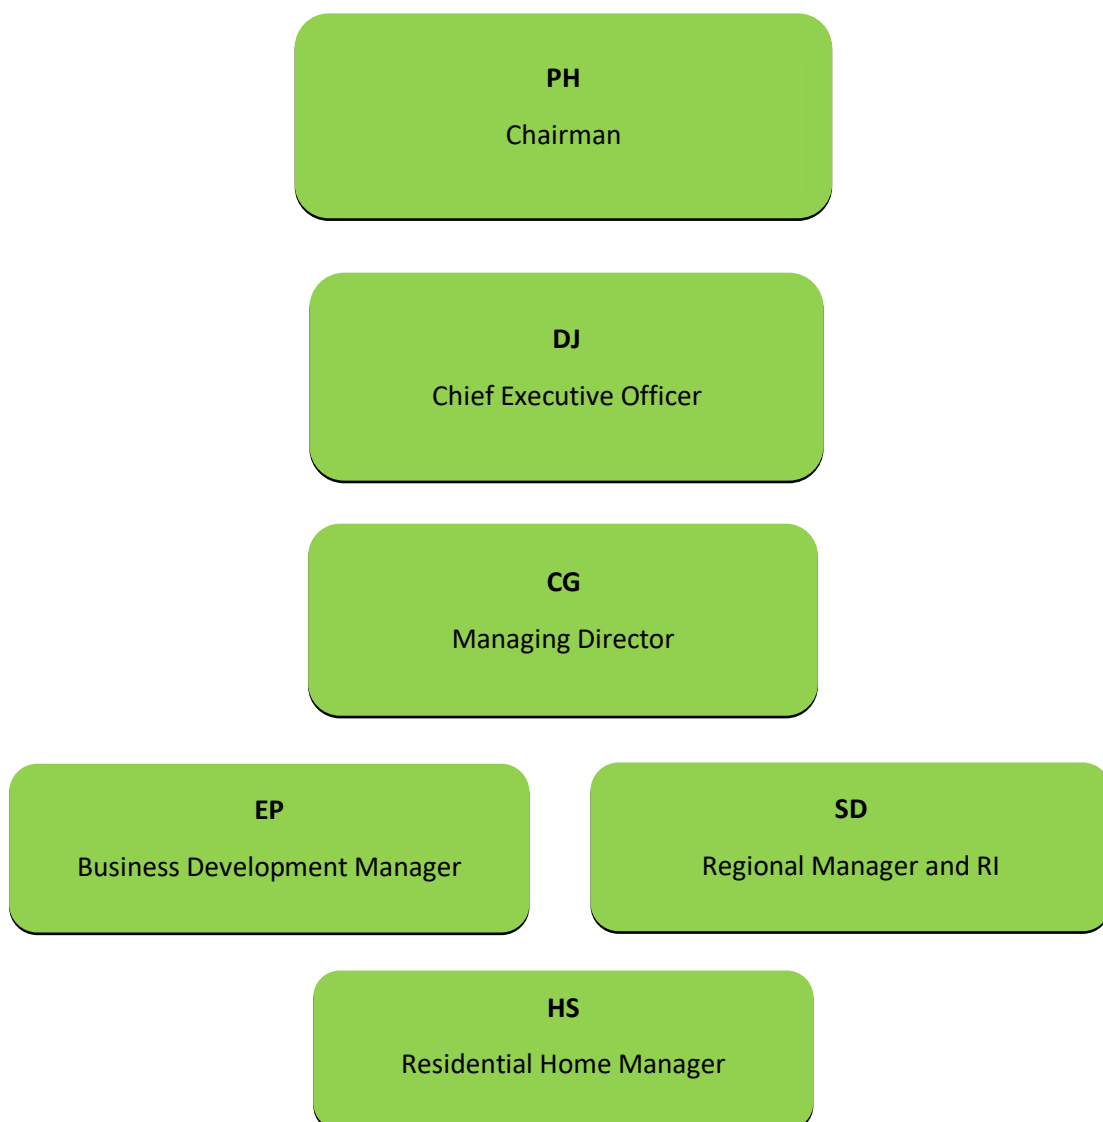 PH
Chairman
DJ
Chief Executive Officer
CG
Managing Director
EP
Business Development Manager
SD
Regional Manager and RI
HS
Residential Home Manager